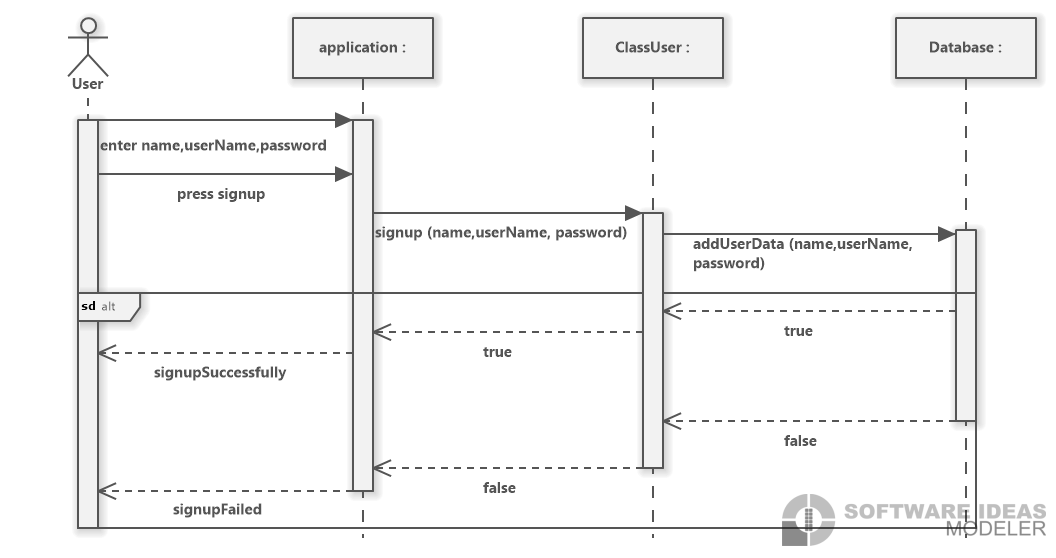 application :
ClassUser :
Database :
User
enter name,userName,password
press signup
signup (name,userName, password)
addUserData (name,userName,
password)
sd alt
true
true
signupSuccessfully
false
false
signupFailed
SOFTWARE IDEAS
MODELER